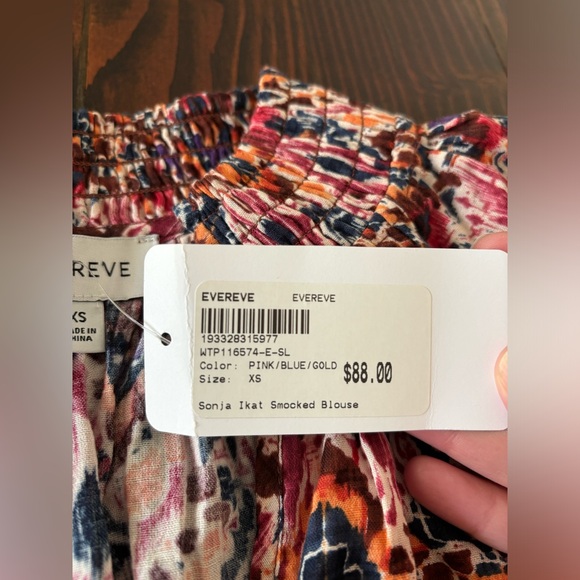 EVEREVE EVEREVE
193328315977
WTP116574-E-SL
Color: PINK/BLUE/GOLD
Size: XS $88.00
Sonja Ikat Smocked Blouse
EREVE
XS
MADE IN
CHINA